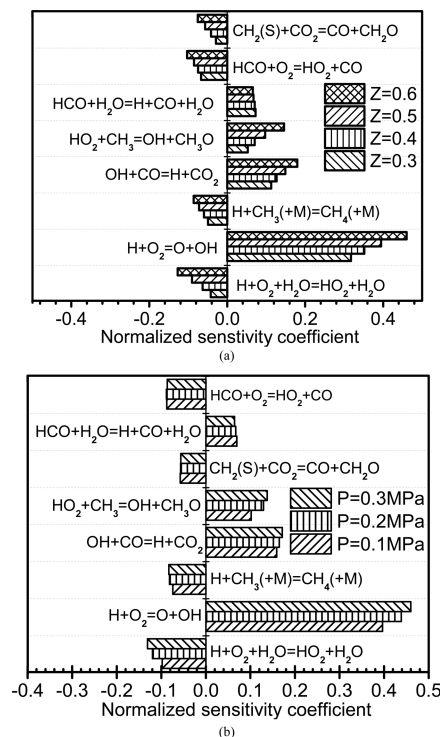 CH₂(S)+CO₂=CO+CH₂O
HCO+O₂=HO₂+CO
HCO+H₂O=H+CO+H₂O
Z=0.6
HO₂+CH₃=OH+CH₃O
Z=0.5
Z=0.4
OH+CO=H+CO₂
Z=0.3
H+CH₃(+M)=CH₄(+M)
H+O₂=O+OH
H+O₂+H₂O=HO₂+H₂O
-0.4 -0.2 0.0 0.2 0.4
Normalized senstivity coefficient
(a)
HCO+O₂=HO₂+CO
HCO+H₂O=H+CO+H₂O
CH₂(S)+CO₂=CO+CH₂O
HO₂+CH₃=OH+CH₃O
P=0.3MPa
P=0.2MPa
OH+CO=H+CO₂
P=0.1MPa
H+CH₃(+M)=CH₄(+M)
H+O₂=O+OH
H+O₂+H₂O=HO₂+H₂O
-0.4 -0.3 -0.2 -0.1 0.0 0.1 0.2 0.3 0.4 0.5
Normalized sensitivity coefficient
(b)